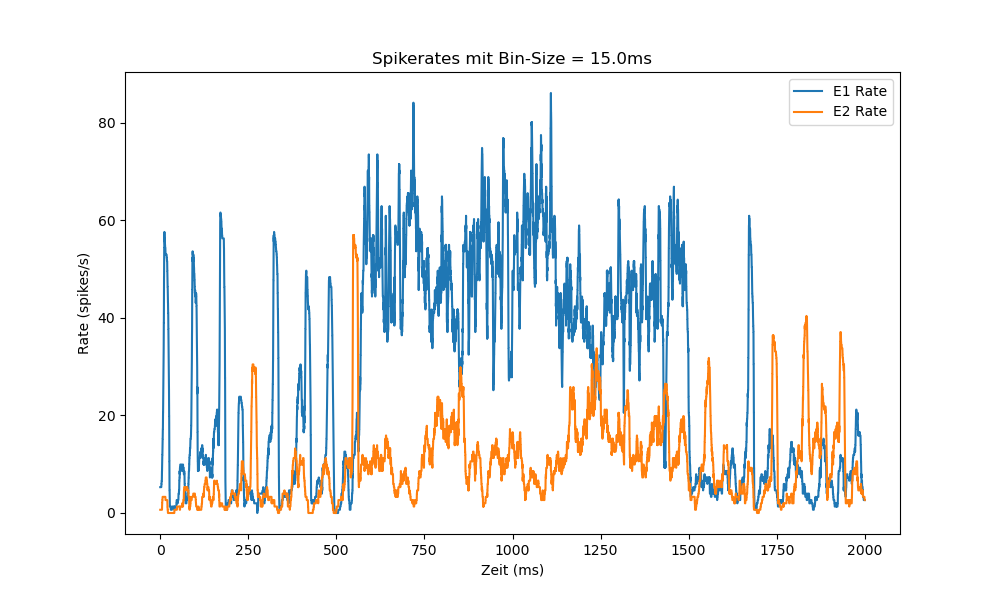 Spikerates mit Bin-Size = 15.0ms
E1 Rate
E2 Rate
Rate (spikes/s)
80
60
40
20
0
0 250 500 750 1000 1250 1500 1750 2000
Zeit (ms)